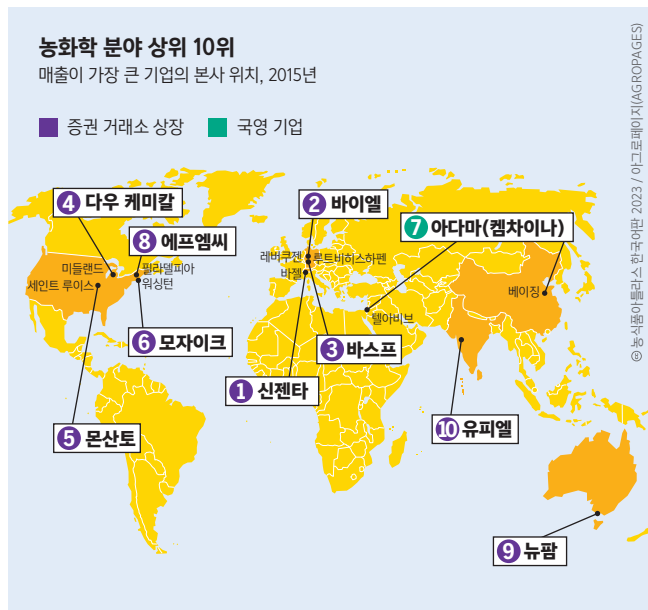 농화학 분야 상위 10위
매출이 가장 큰 기업의 본사 위치, 2015년
증권 거래소 상장
국영 기업
4 다우 케미칼
2 바이엘
8 에프엠씨
7 아다마(켐차이나)
미들랜드
필라델피아
레버쿠젠
루트비히스하펜
세인트 루이스
워싱턴
바젤
베이징
텔아비브
6 모자이크
3 바스프
1 신젠타
5 몬산토
10 유피엘
9 뉴팜
© 농식품아틀라스 한국어판 2023 / 아그로페이지(AGROPAGES)